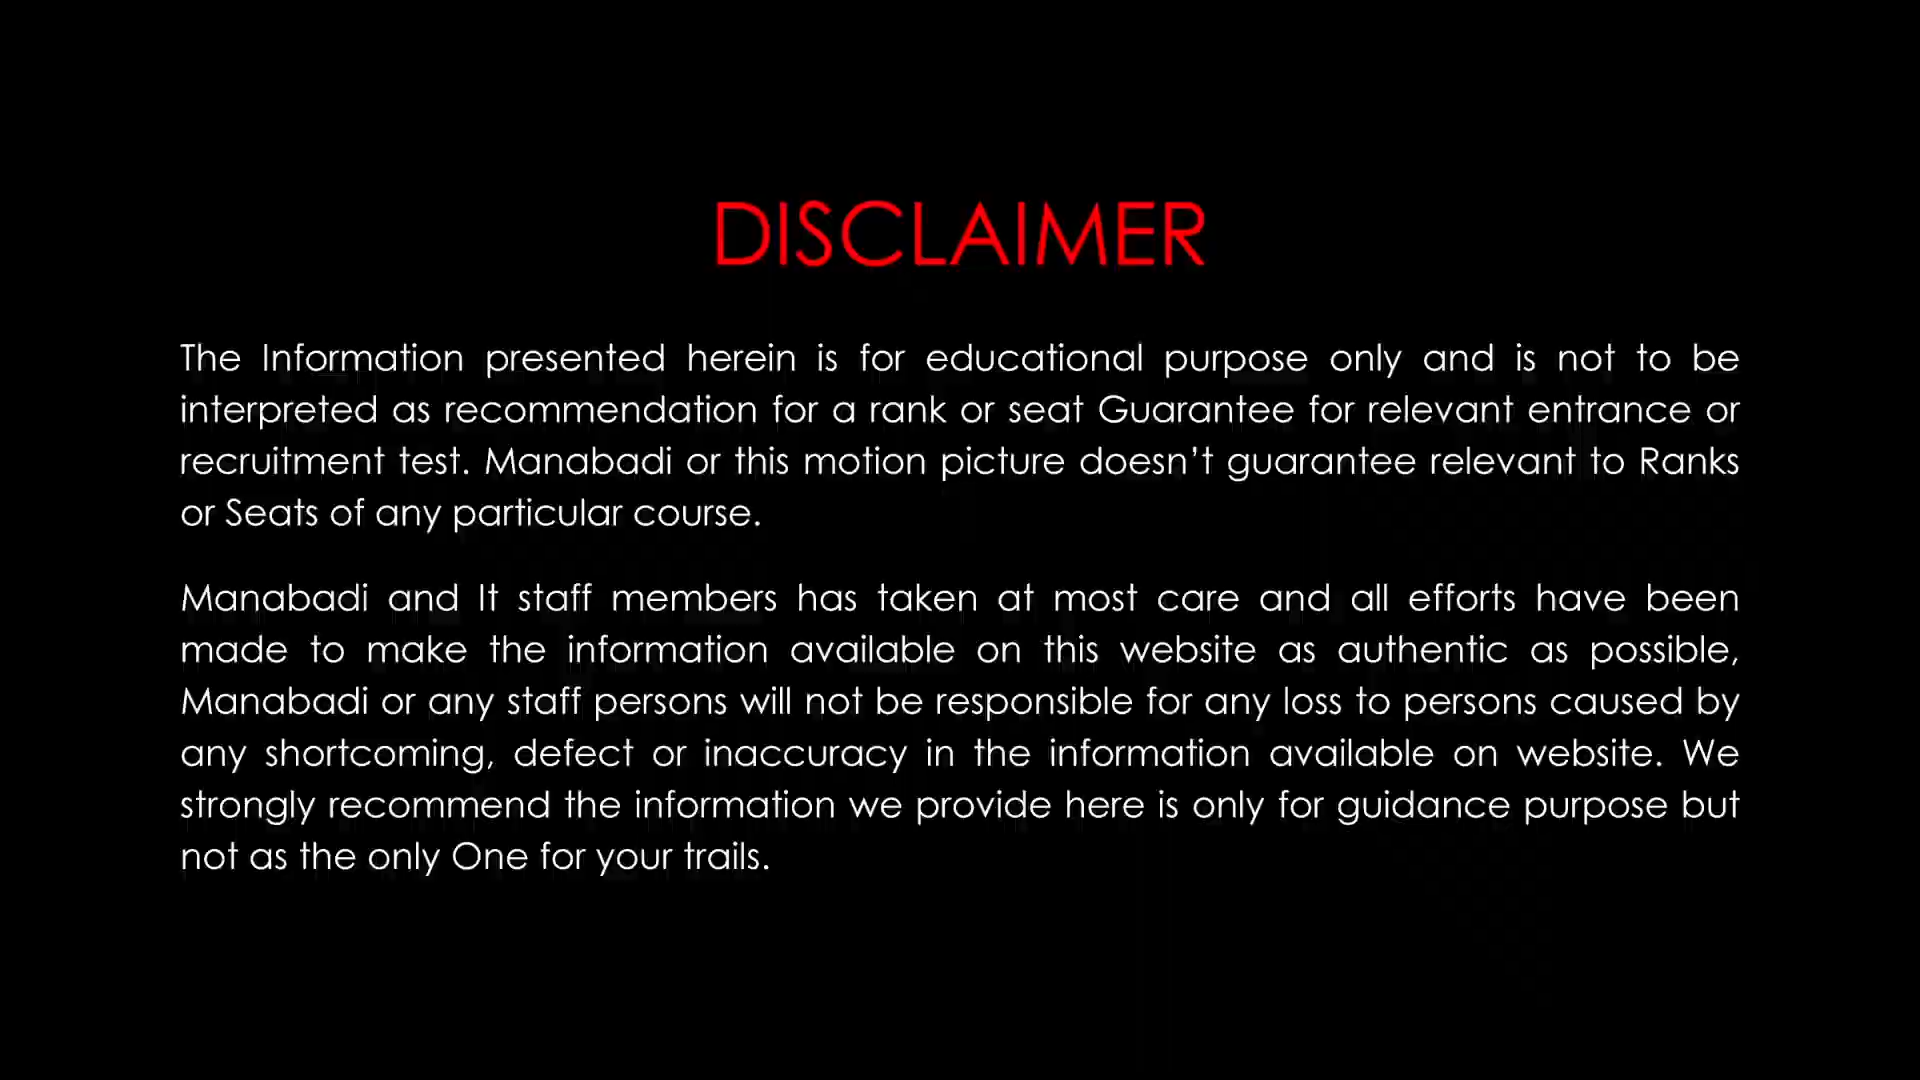 DISCLAIMER
The Information presented herein is for educational purpose only and is not to be
interpreted as recommendation for a rank or seat Guarantee for relevant entrance or
recruitment test. Manabadi or this motion picture doesn’t guarantee relevant to Ranks
or Seats of any particular course.
Manabadi and It staff members has taken at most care and all efforts have been
made to make the information available on this website as authentic as possible,
Manabadi or any staff persons will not be responsible for any loss to persons caused by
any shortcoming, defect or inaccuracy in the information available on website. We
strongly recommend the information we provide here is only for guidance purpose but
not as the only One for your trails.